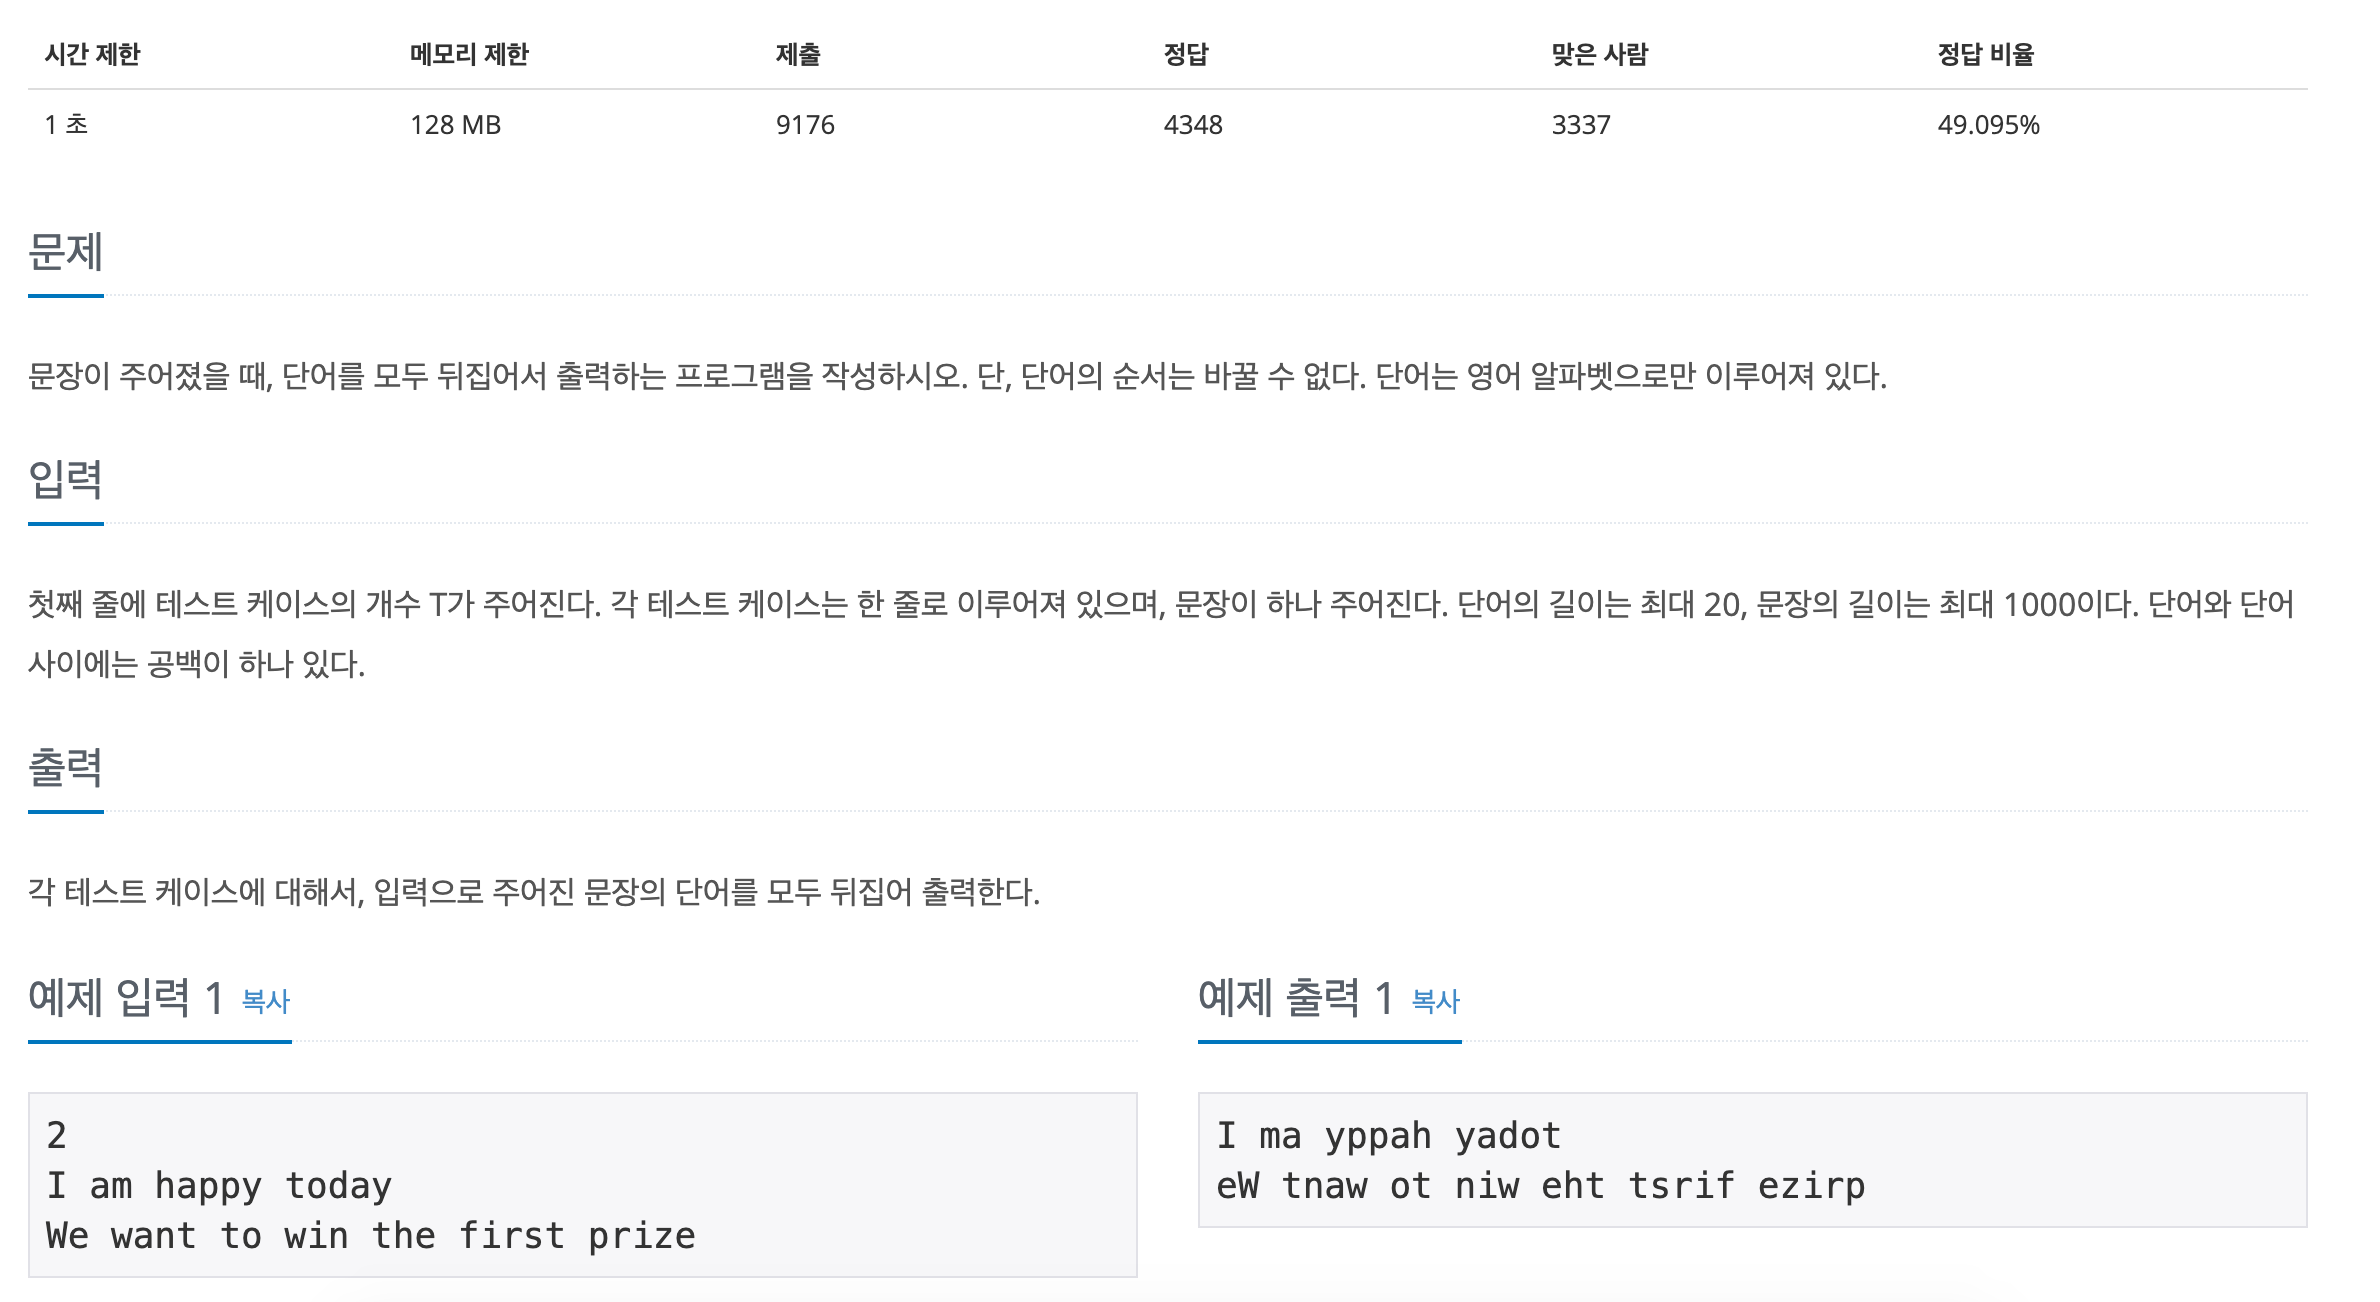 시간 제한 메모리 제한 제출 정답 맞은 사람 정답 비율
1 초 128 MB 9176 4348 3337 49.095%
문제
문장이 주어졌을 때, 단어를 모두 뒤집어서 출력하는 프로그램을 작성하시오. 단, 단어의 순서는 바꿀 수 없다. 단어는 영어 알파벳으로만 이루어져 있다.
입력
첫째 줄에 테스트 케이스의 개수 T가 주어진다. 각 테스트 케이스는 한 줄로 이루어져 있으며, 문장이 하나 주어진다. 단어의 길이는 최대 20, 문장의 길이는 최대 1000이다. 단어와 단어
사이에는 공백이 하나 있다.
출력
각 테스트 케이스에 대해서, 입력으로 주어진 문장의 단어를 모두 뒤집어 출력한다.
예제 입력 1 복사
2
I am happy today
We want to win the first prize
예제 출력 1 복사
I ma yppah yadot
eW tnaw ot niw eht tsrif ezirp